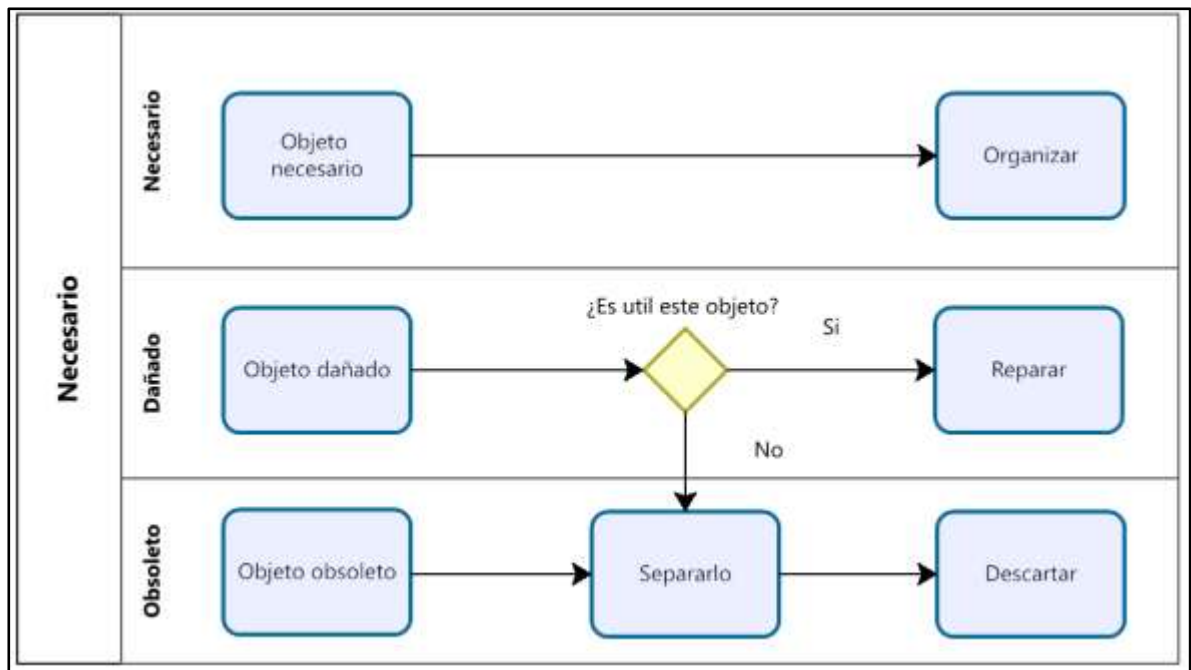 Necesario
Necesario
Objeto
necesario
Organizar
Dañado
Objeto dañado
¿Es util este objeto?
Si
No
Reparar
Obsoleto
Objeto obsoleto
Separarlo
Descartar